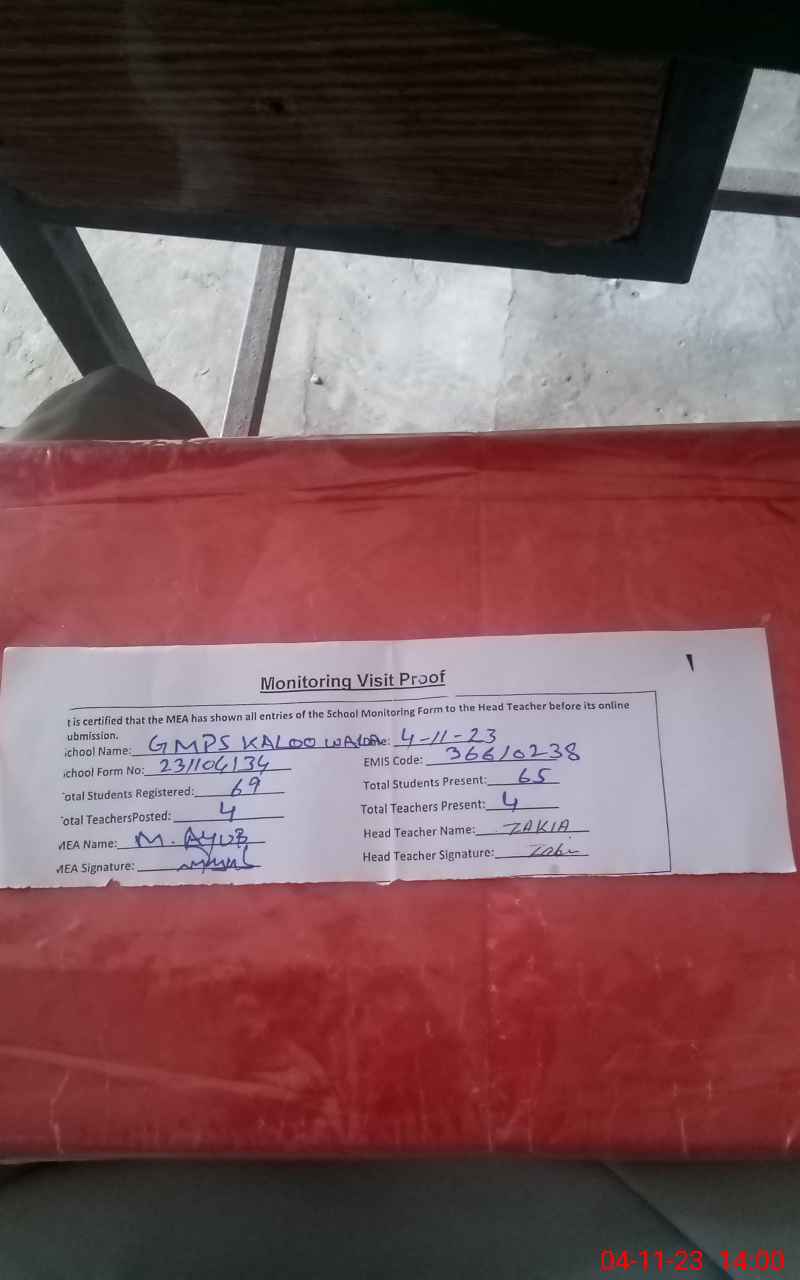 Monitoring Visit Proof
t is certified that the MEA has shown all entries of the School Monitoring Form to the Head Teacher before its online
ubmission.
chool Name: GMPS KALOO WALA e: 4-11-23
chool Form No: 231104134 EMIS Code: 36610238
otal Students Registered: 69 Total Students Present: 65
otal TeachersPosted: 4 Total Teachers Present: 4
MEA Name: M. AYUB Head Teacher Name: ZAKIA
MEA Signature: Head Teacher Signature:
04-11-23 14:00